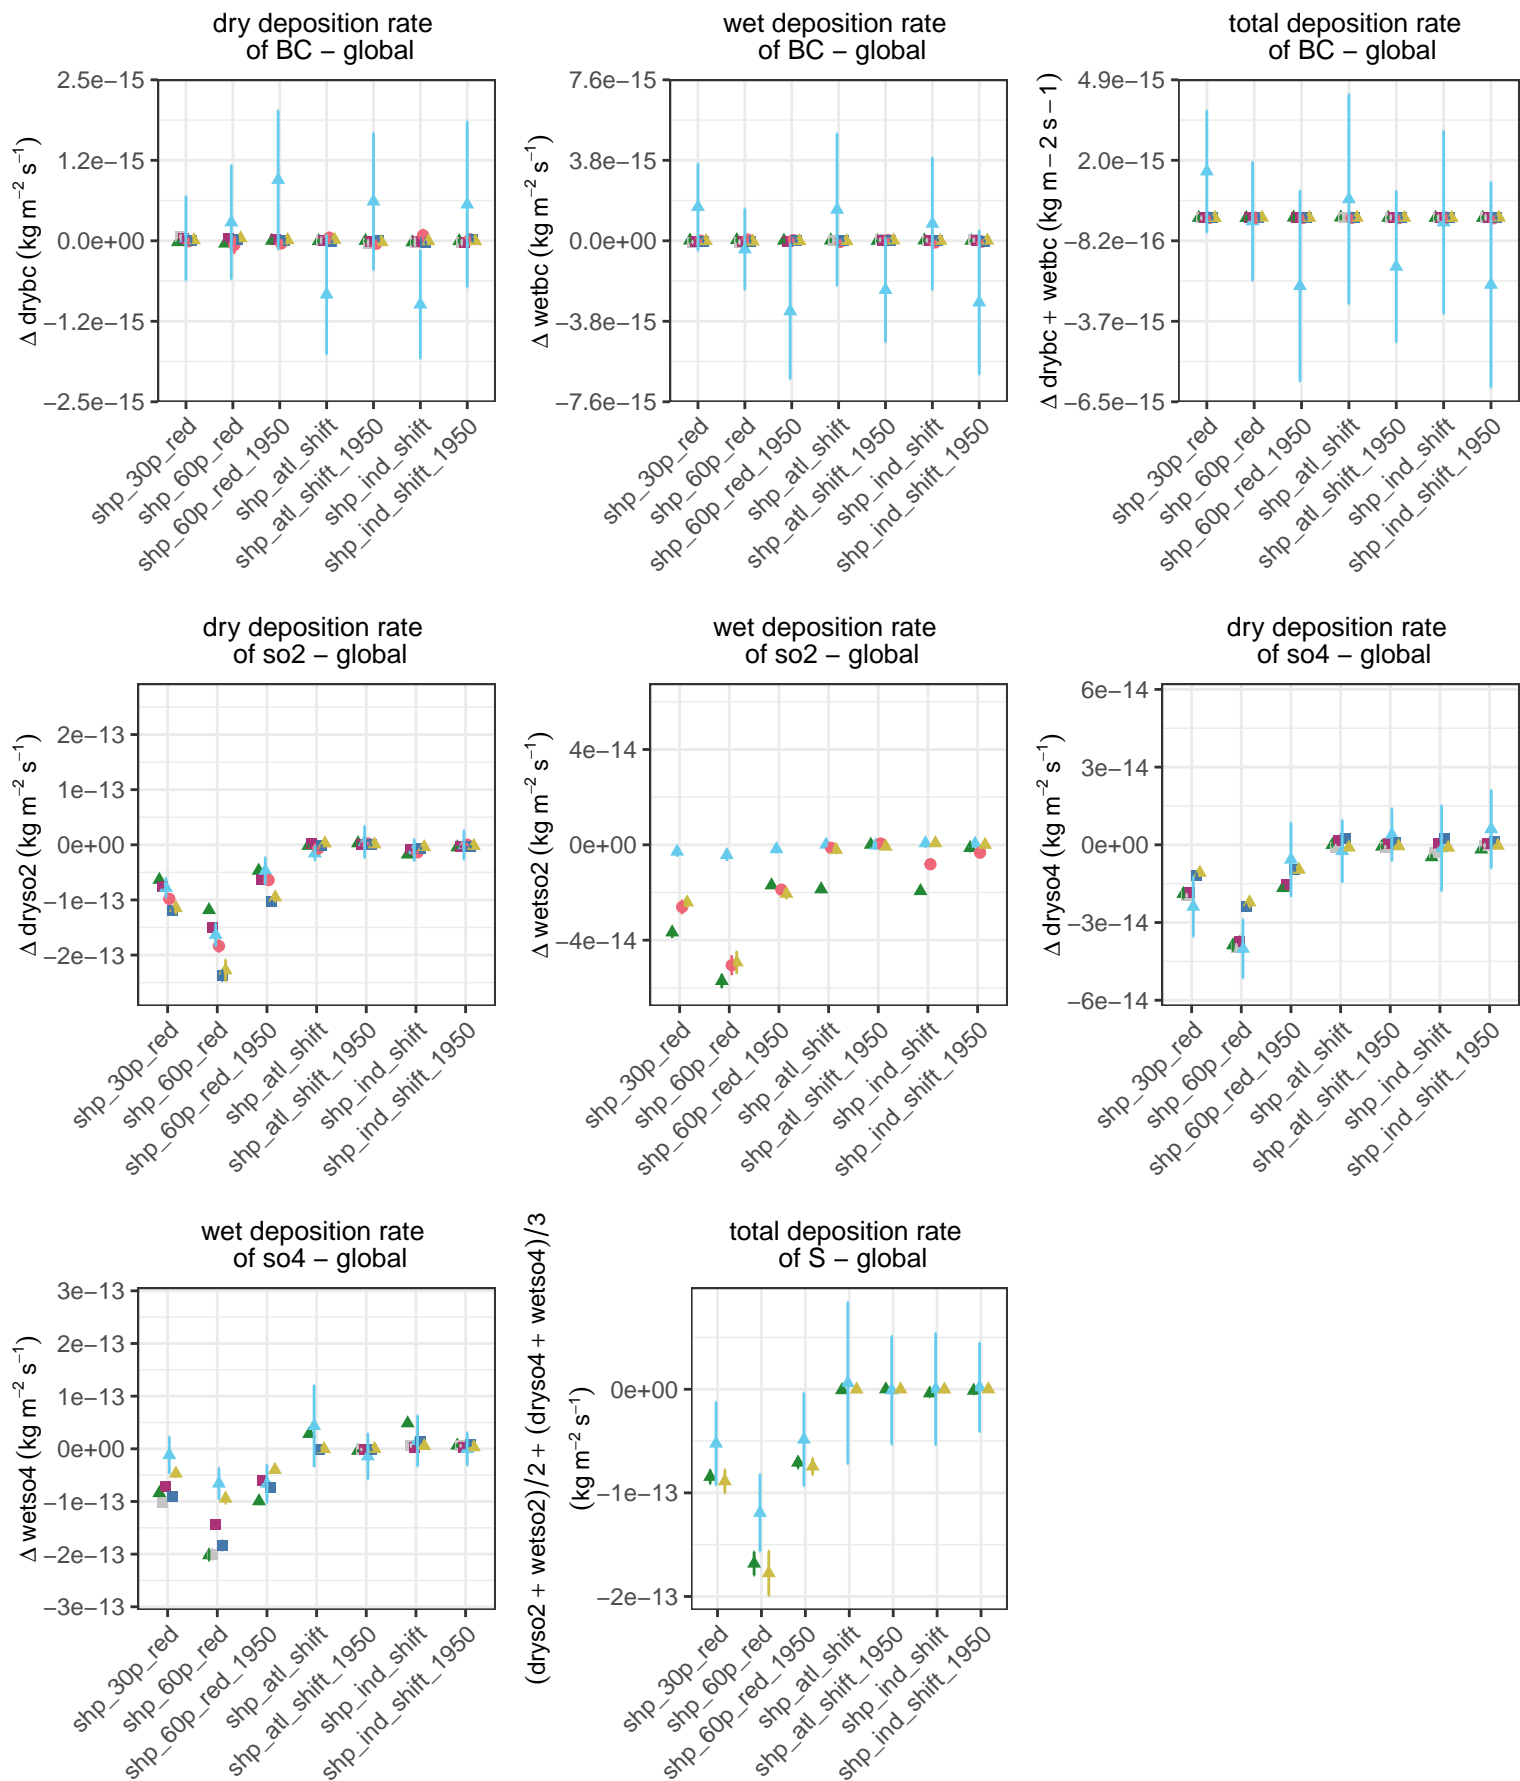 dry deposition rate
of BC – global
Δ drybc (kg m−2 s−1)
2.5e−15
1.2e−15
0.0e+00
−1.2e−15
−2.5e−15
shp_30p_red
shp_60p_red
shp_60p_red_1950
shp_atl_shift
shp_atl_shift_1950
shp_ind_shift
shp_ind_shift_1950
wet deposition rate
of BC – global
Δ wetbc (kg m−2 s−1)
7.6e−15
3.8e−15
0.0e+00
−3.8e−15
−7.6e−15
shp_30p_red
shp_60p_red
shp_60p_red_1950
shp_atl_shift
shp_atl_shift_1950
shp_ind_shift
shp_ind_shift_1950
total deposition rate
of BC – global
Δ drybc + wetbc (kg m − 2 s − 1)
4.9e−15
2.0e−15
−8.2e−16
−3.7e−15
−6.5e−15
shp_30p_red
shp_60p_red
shp_60p_red_1950
shp_atl_shift
shp_atl_shift_1950
shp_ind_shift
shp_ind_shift_1950
dry deposition rate
of so2 – global
Δ dryso2 (kg m−2 s−1)
2e−13
1e−13
0e+00
−1e−13
−2e−13
shp_30p_red
shp_60p_red
shp_60p_red_1950
shp_atl_shift
shp_atl_shift_1950
shp_ind_shift
shp_ind_shift_1950
wet deposition rate
of so2 – global
Δ wetso2 (kg m−2 s−1)
4e−14
0e+00
−4e−14
shp_30p_red
shp_60p_red
shp_60p_red_1950
shp_atl_shift
shp_atl_shift_1950
shp_ind_shift
shp_ind_shift_1950
dry deposition rate
of so4 – global
Δ dryso4 (kg m−2 s−1)
6e−14
3e−14
0e+00
−3e−14
−6e−14
shp_30p_red
shp_60p_red
shp_60p_red_1950
shp_atl_shift
shp_atl_shift_1950
shp_ind_shift
shp_ind_shift_1950
wet deposition rate
of so4 – global
Δ wetso4 (kg m−2 s−1)
3e−13
2e−13
1e−13
0e+00
−1e−13
−2e−13
−3e−13
shp_30p_red
shp_60p_red
shp_60p_red_1950
shp_atl_shift
shp_atl_shift_1950
shp_ind_shift
shp_ind_shift_1950
total deposition rate
of S – global
(dryso2 + wetso2)/2 + (dryso4 + wetso4)/3
(kg m−2 s−1)
0e+00
−1e−13
−2e−13
shp_30p_red
shp_60p_red
shp_60p_red_1950
shp_atl_shift
shp_atl_shift_1950
shp_ind_shift
shp_ind_shift_1950